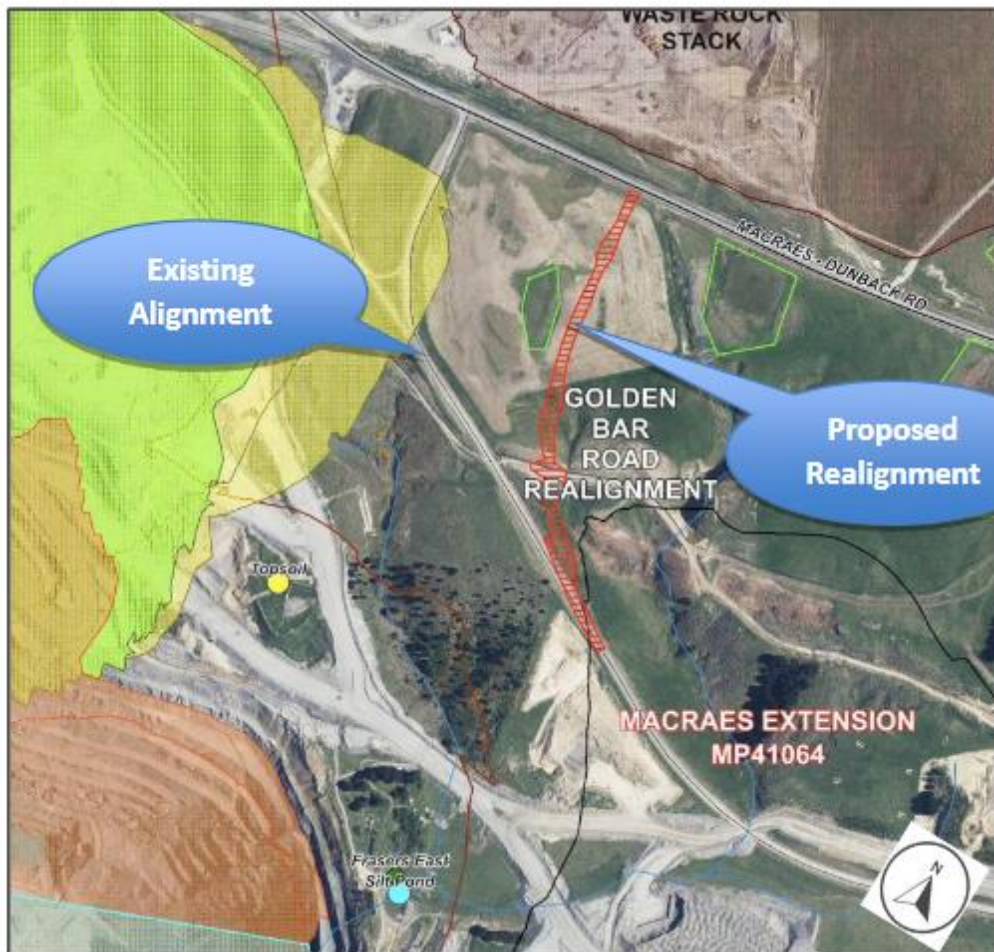 WASTE ROCK
STACK
MACRAES - DUNBACK RD
Existing
Alignment
GOLDEN
BAR
ROAD
REALIGNMENT
Proposed
Realignment
Topsoil
MACRAES EXTENSION
MP41064
Frasers East
Silt Pond
N